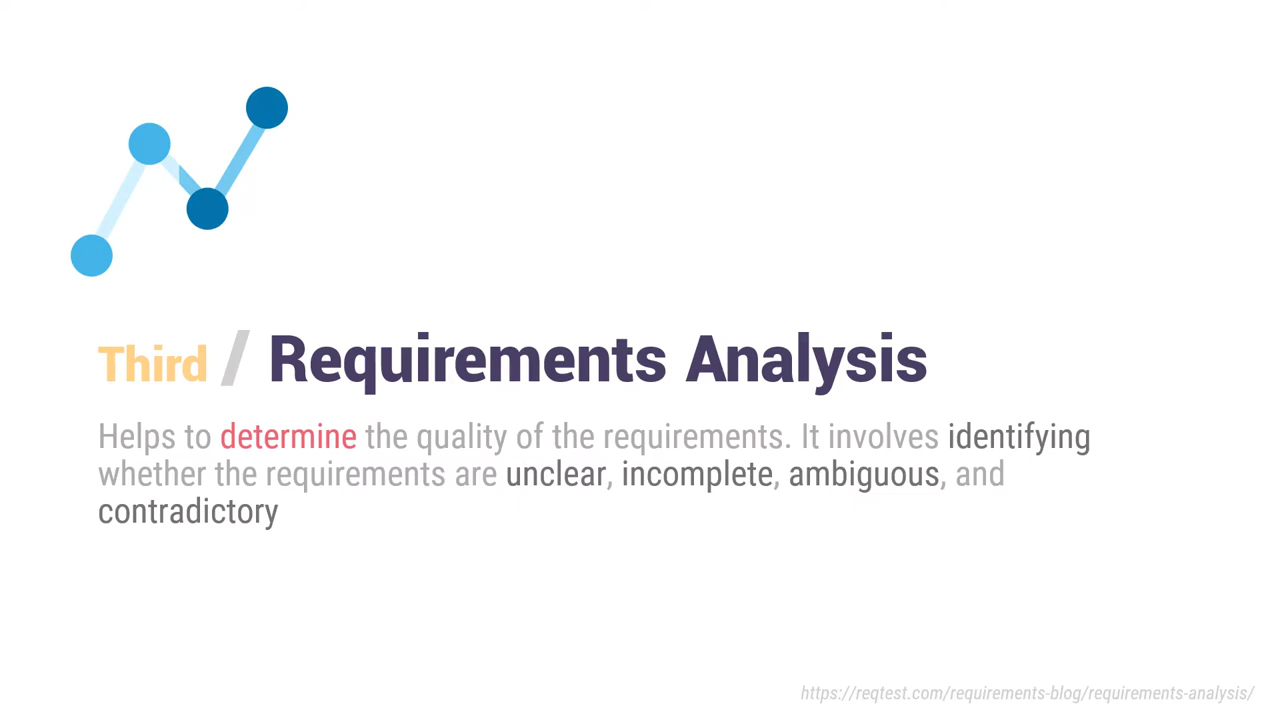 Third / Requirements Analysis
Helps to determine the quality of the requirements. It involves identifying
whether the requirements are unclear, incomplete, ambiguous, and
contradictory
https://reqtest.com/requirements-blog/requirements-analysis/